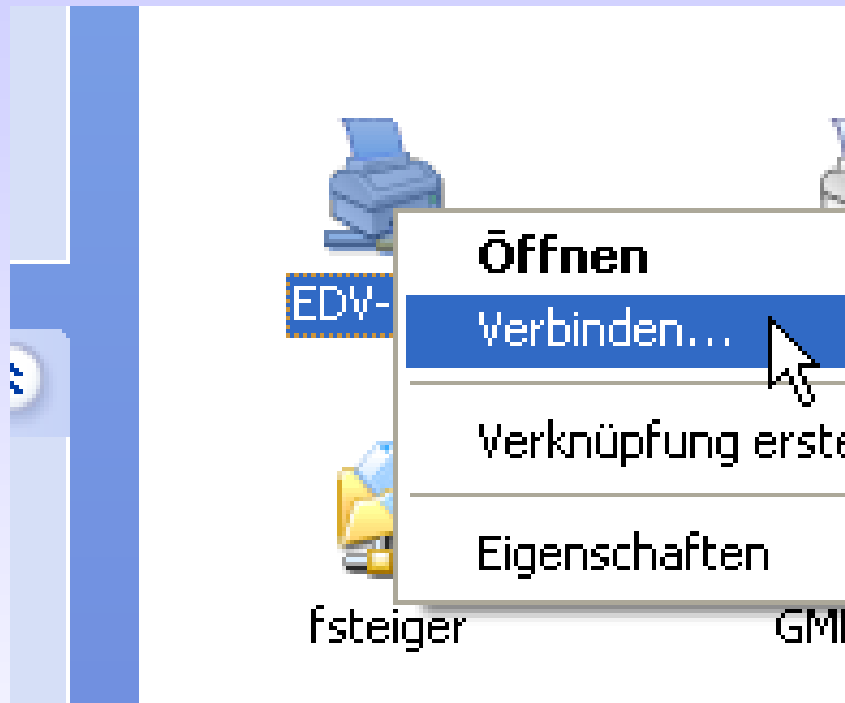 Öffnen
EDV-
Verbinden...
Verknüpfung erste
Eigenschaften
fsteiger
GM